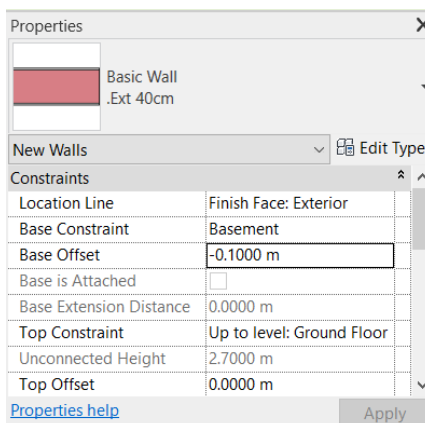 Properties
Basic Wall
.Ext 40cm
New Walls Edit Type
Constraints
Location Line Finish Face: Exterior
Base Constraint Basement
Base Offset -0.1000 m
Base is Attached
Base Extension Distance 0.0000 m
Top Constraint Up to level: Ground Floor
Unconnected Height 2.7000 m
Top Offset 0.0000 m
Properties help Apply